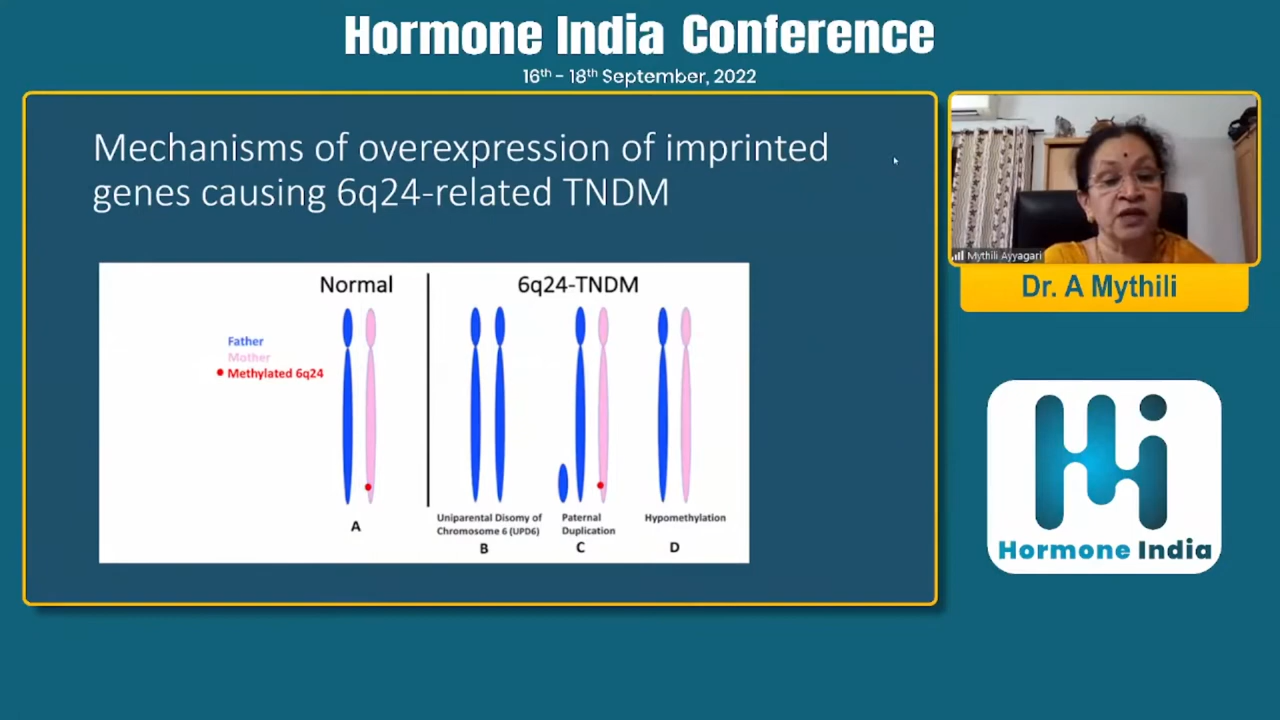 Hormone India Conference
16th - 18th September, 2022
Mechanisms of overexpression of imprinted
genes causing 6q24-related TNDM
Normal
6q24-TNDM
Father
Mother
Methylated 6q24
A
Uniparental Disomy of
Chromosome 6 (UPD6)
B
Paternal
Duplication
C
Hypomethylation
D
Mythili Ayyagari
Dr. A Mythili
Hi
Hormone India